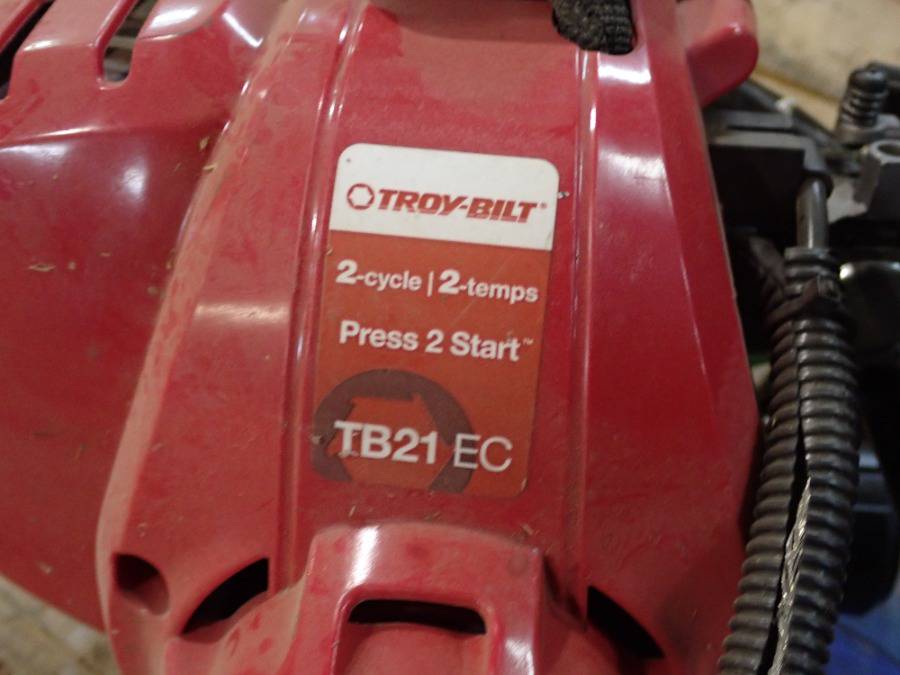 TROY-BILT®
2-cycle | 2-temps
Press 2 Start™
TB21 EC